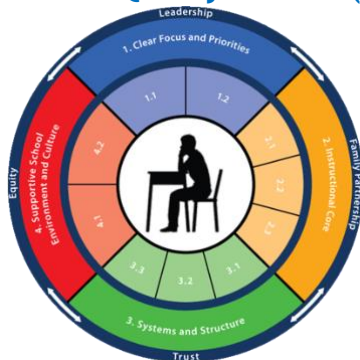 Leadership
1. Clear Focus and Priorities
1.1
1.2
2.1
2.2
2.3
2. Instructional Core
Family Partnership
3.1
3.2
3.3
3. Systems and Structure
Trust
4.1
4.2
4. Supportive School
Environment and Culture
Equity